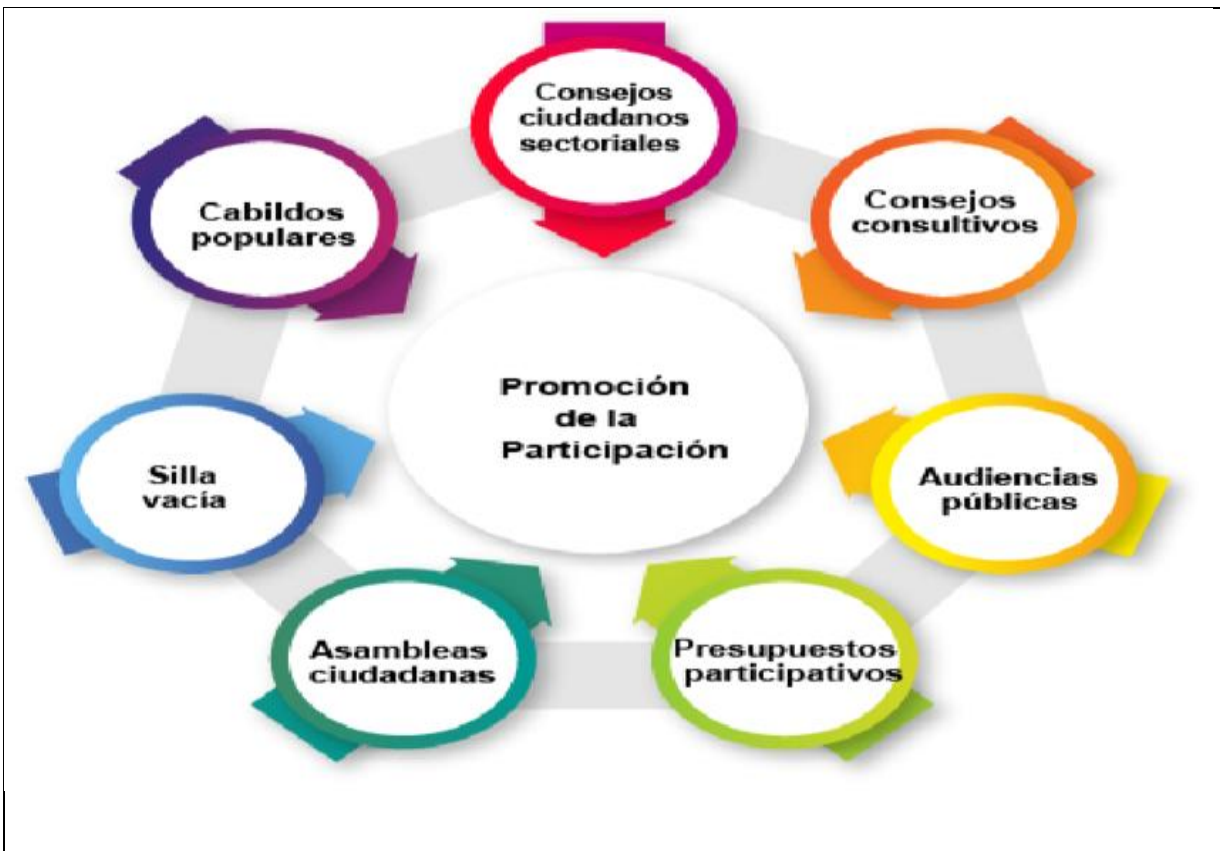 Consejos
ciudadanos
sectoriales
Consejos
consultivos
Audiencias
públicas
Presupuestos
participativos
Asambleas
ciudadanas
Silla
vacía
Cabildos
populares
Promoción
de la
Participación